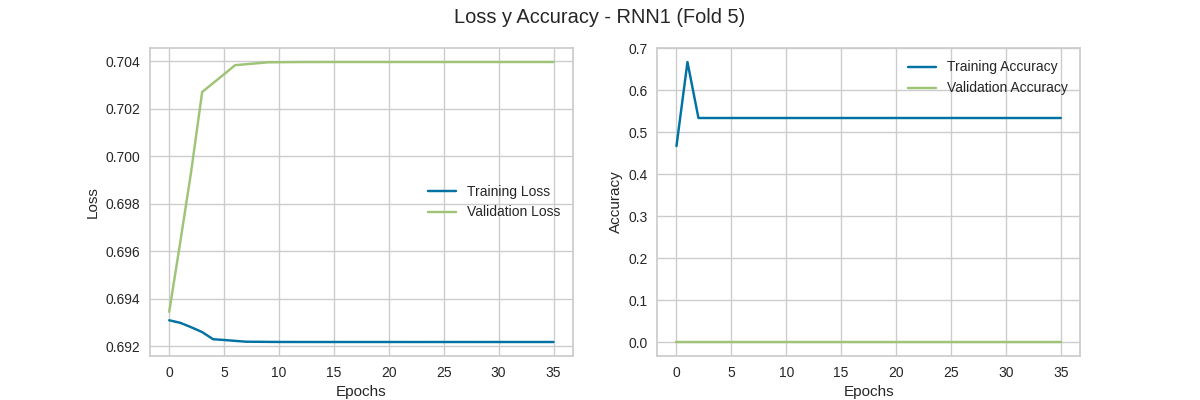 Loss y Accuracy - RNN1 (Fold 5)
0.704
0.702
0.700
0.698
0.696
0.694
0.692
Loss
Training Loss
Validation Loss
0 5 10 15 20 25 30 35
Epochs
0.7
0.6
0.5
0.4
0.3
0.2
0.1
0.0
Accuracy
Training Accuracy
Validation Accuracy
0 5 10 15 20 25 30 35
Epochs